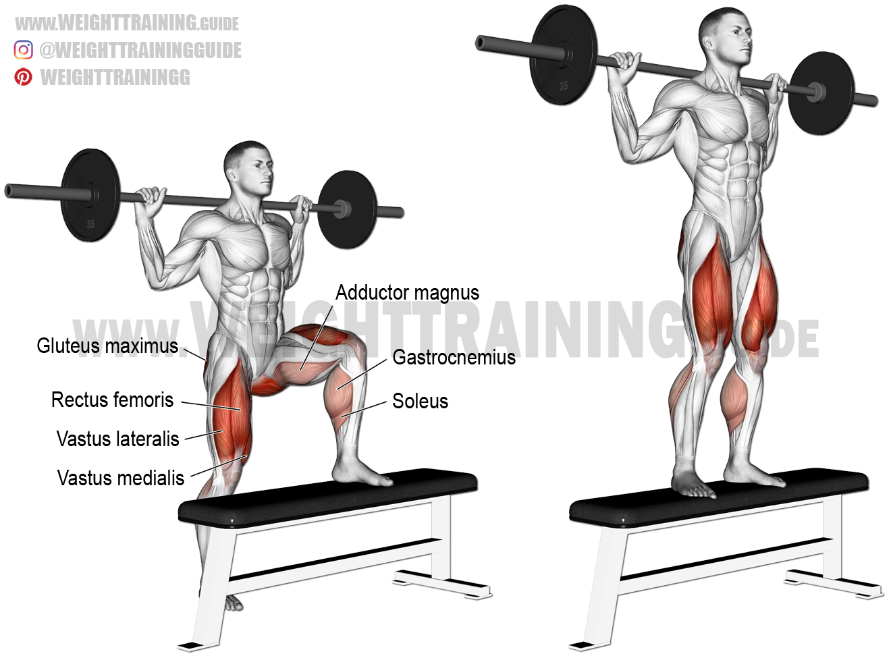 www.WEIGHTTRAINING.GUIDE
@WEIGHTTRAININGGUIDE
WEIGHTTRAININGG
35
35
Adductor magnus
www.WEIGHTTRAINING.GUIDE
Gluteus maximus
Gastrocnemius
Rectus femoris
Soleus
Vastus lateralis
Vastus medialis